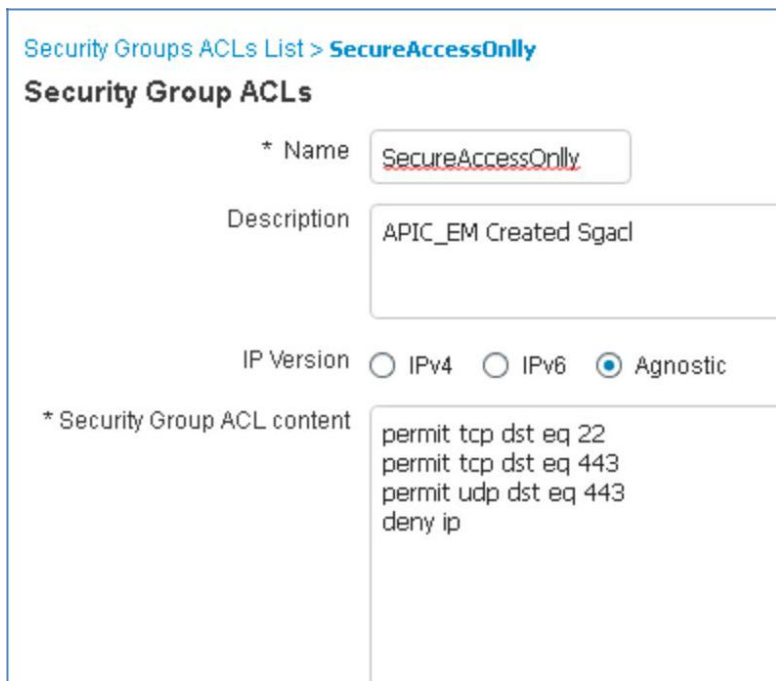 Security Groups ACLs List > SecureAccessOnlly
Security Group ACLs
* Name SecureAccessOnlly
Description APIC_EM Created Sgacl
IP Version IPv4 IPv6 Agnostic
* Security Group ACL content permit tcp dst eq 22
permit tcp dst eq 443
permit udp dst eq 443
deny ip